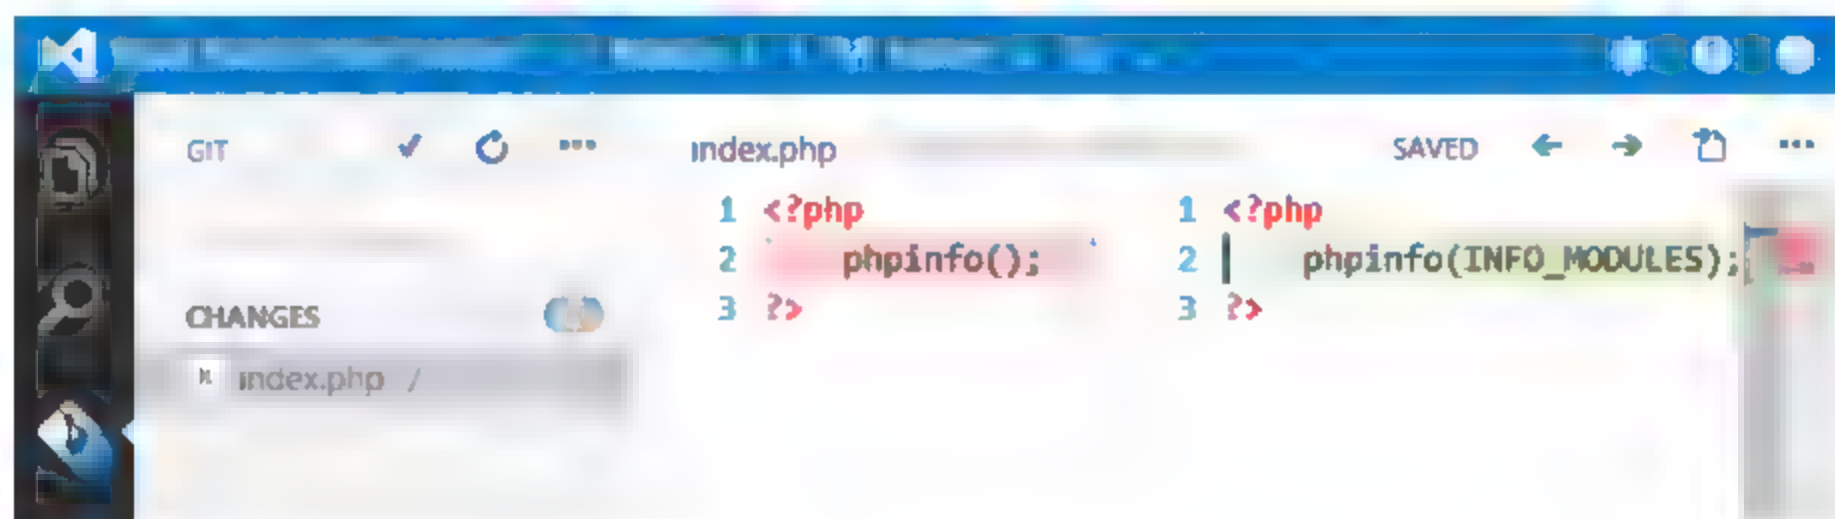 GIT
index.php
SAVED
1 <?php
2 phpinfo();
3 ?>
1 <?php
2 phpinfo(INFO_MODULES);
3 ?>
CHANGES
index.php /